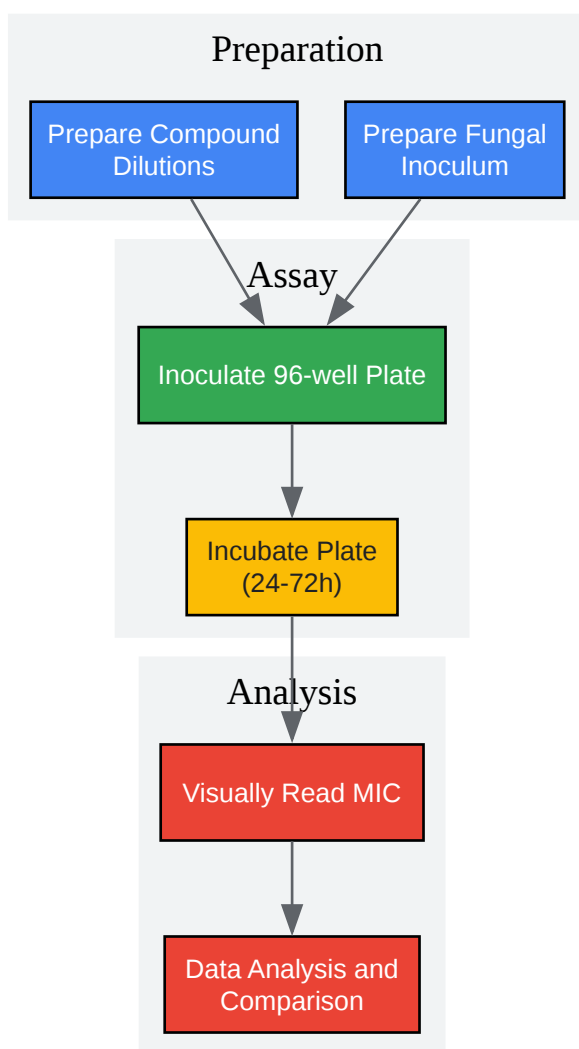 Preparation
Prepare Compound
Dilutions
Prepare Fungal
Inoculum
Assay
Inoculate 96-well Plate
Incubate Plate
(24-72h)
Analysis
Visually Read MIC
Data Analysis and
Comparison